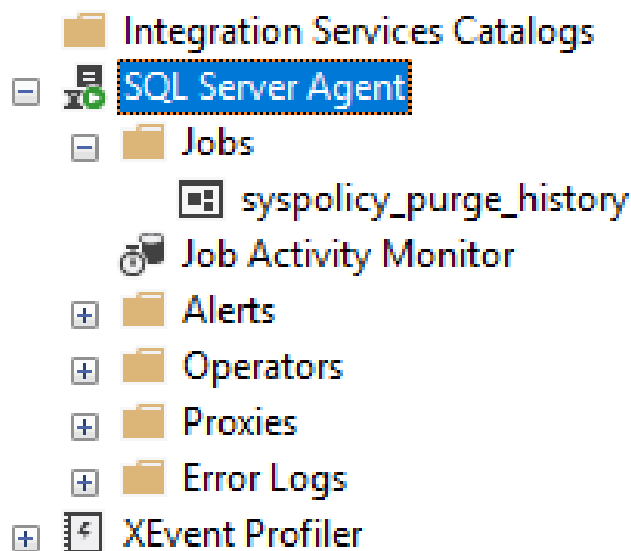 Integration Services Catalogs
SQL Server Agent
Jobs
syspolicy_purge_history
Job Activity Monitor
Alerts
Operators
Proxies
Error Logs
XEvent Profiler